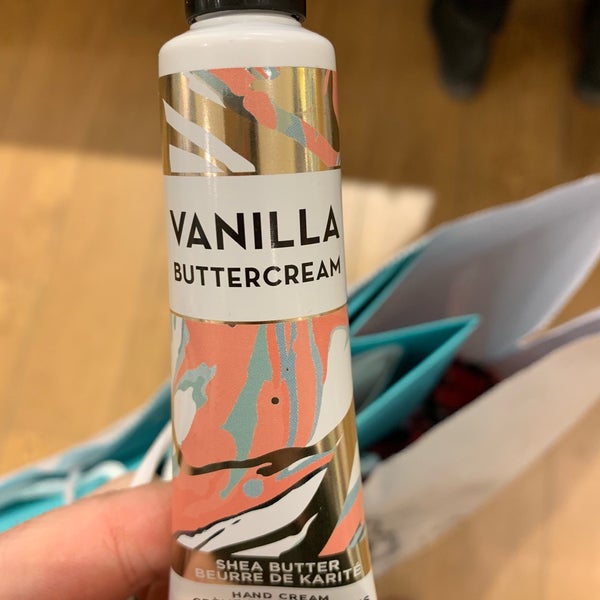 VANILLA
BUTTERCREAM
SHEA BUTTER
BEURRE DE KARITÉ
HAND CREAM